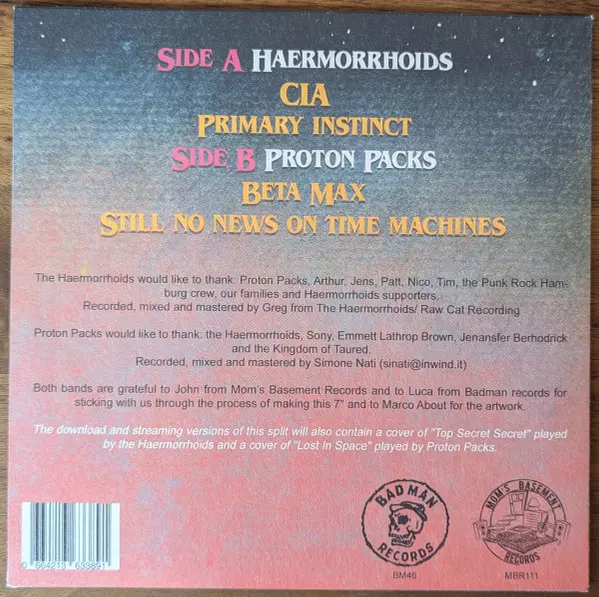 SIDE A HAERMORRHOIDS
CIA
PRIMARY INSTINCT
SIDE B PROTON PACKS
BETA MAX
STILL NO NEWS ON TIME MACHINES
The Haermorrhoids would like to thank: Proton Packs, Arthur, Jens, Patt, Nico, Tim, the Punk Rock Ham-
burg crew, our families and Haermorrhoids supporters.
Recorded, mixed and mastered by Greg from The Haermorrhoids/ Raw Cat Recording
Proton Packs would like to thank: the Haermorrhoids, Sony, Emmett Lathrop Brown, Jenansfer Berhodrick
and the Kingdom of Taured.
Recorded, mixed and mastered by Simone Nati (sinati@inwind.it)
Both bands are grateful to John from Mom's Basement Records and to Luca from Badman records for
sticking with us through the process of making this 7" and to Marco About for the artwork.
The download and streaming versions of this split will also contain a cover of "Top Secret Secret" played
by the Haermorrhoids and a cover of "Lost In Space" played by Proton Packs.
BAD MAN
RECORDS
BM46
MOM'S BASEMENT
RECORDS
MBR111